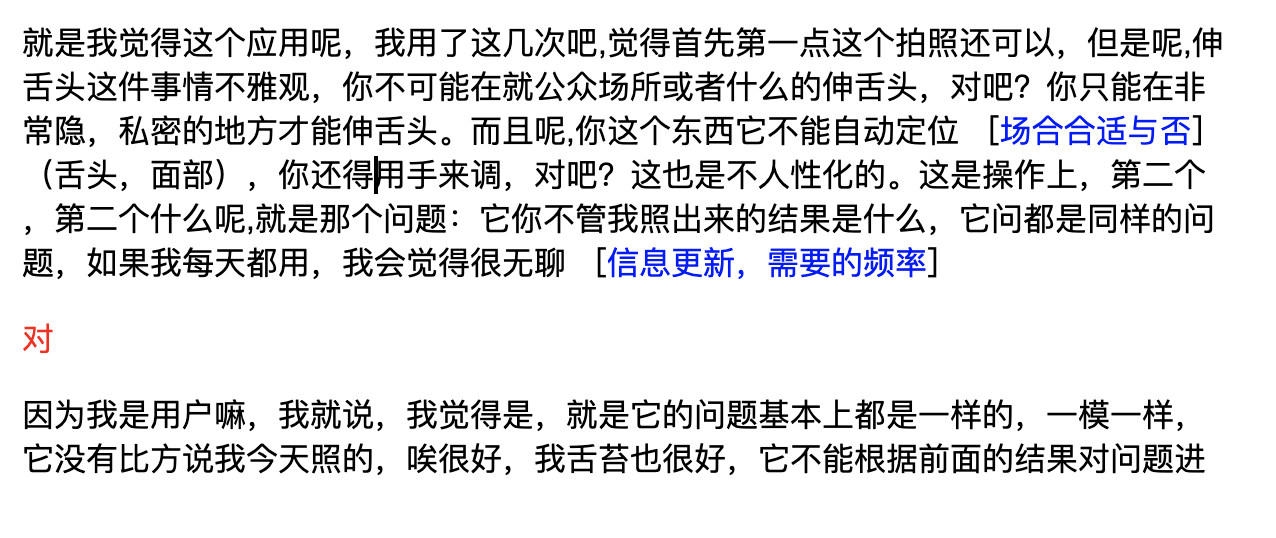 就是我觉得这个应用呢，我用了这几次吧,觉得首先第一点这个拍照还可以，但是呢,伸
舌头这件事情不雅观，你不可能在就公众场所或者什么的伸舌头，对吧？你只能在非
常隐，私密的地方才能伸舌头。而且呢,你这个东西它不能自动定位 [场合合适与否]
（舌头，面部），你还得用手来调，对吧？这也是不人性化的。这是操作上，第二个
，第二个什么呢,就是那个问题：它你不管我照出来的结果是什么，它问都是同样的问
题，如果我每天都用，我会觉得很无聊 [信息更新，需要的频率]
对
因为我是用户嘛，我就说，我觉得是，就是它的问题基本上都是一样的，一模一样，
它没有比方说我今天照的，唉很好，我舌苔也很好，它不能根据前面的结果对问题进